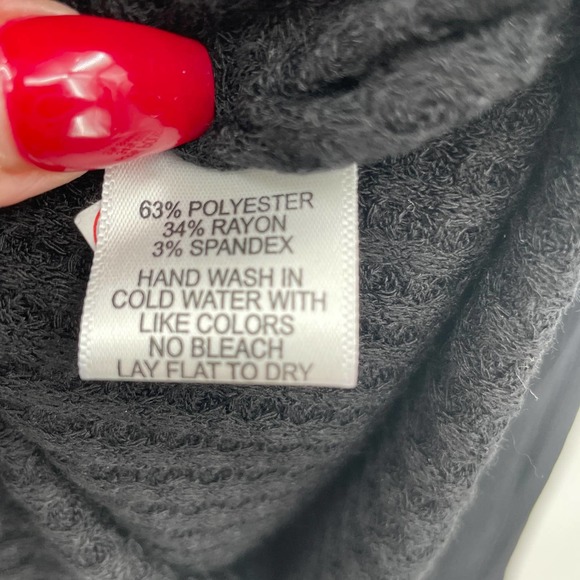 63% POLYESTER
34% RAYON
3% SPANDEX
HAND WASH IN
COLD WATER WITH
LIKE COLORS
NO BLEACH
LAY FLAT TO DRY